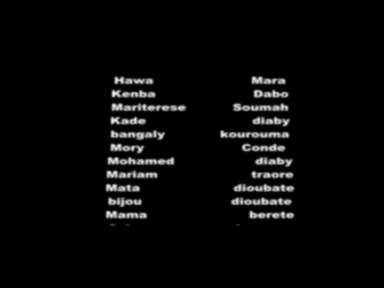 Hawa Mara
Kenba Dabo
Mariterese Soumah
Kade diaby
bangaly kourouma
Mory Conde
Mohamed diaby
Mariam traore
Mata dioubate
bijou dioubate
Mama berete